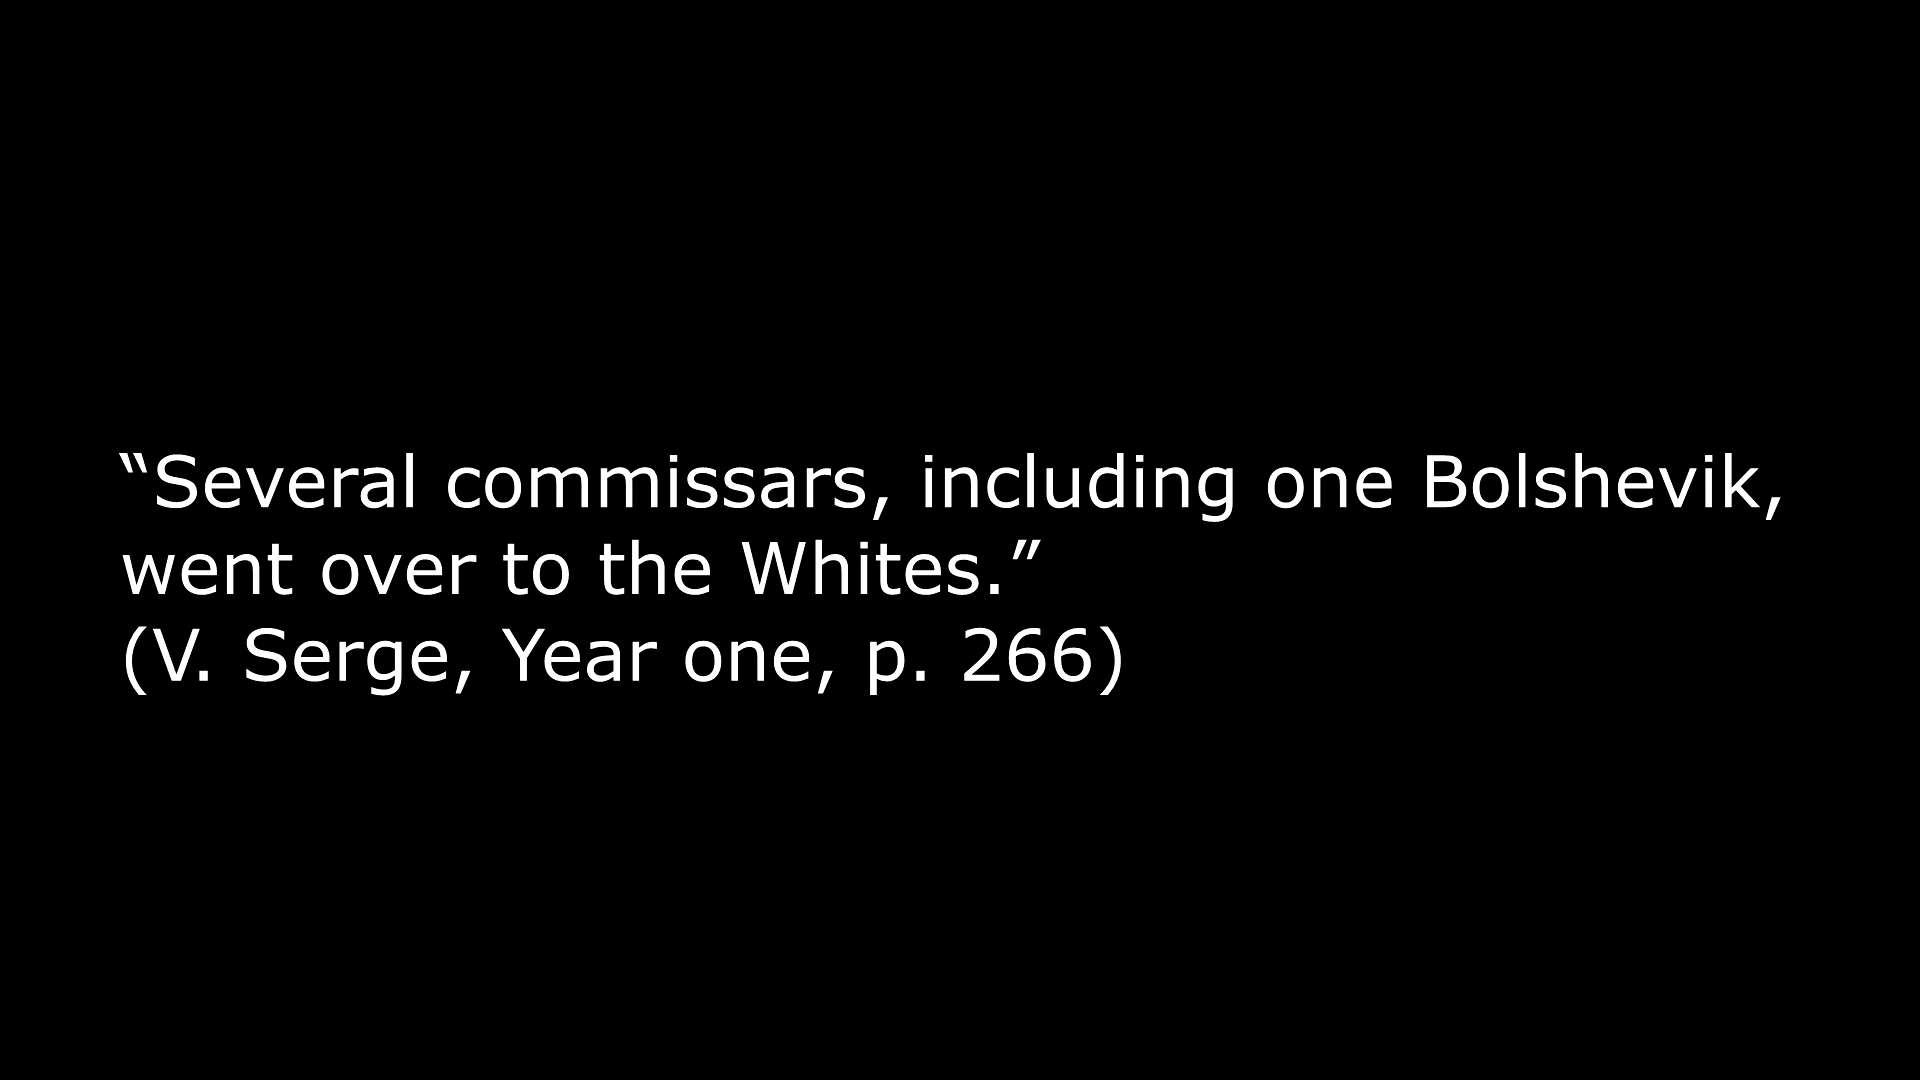 “Several commissars, including one Bolshevik,
went over to the Whites.”
(V. Serge, Year one, p. 266)